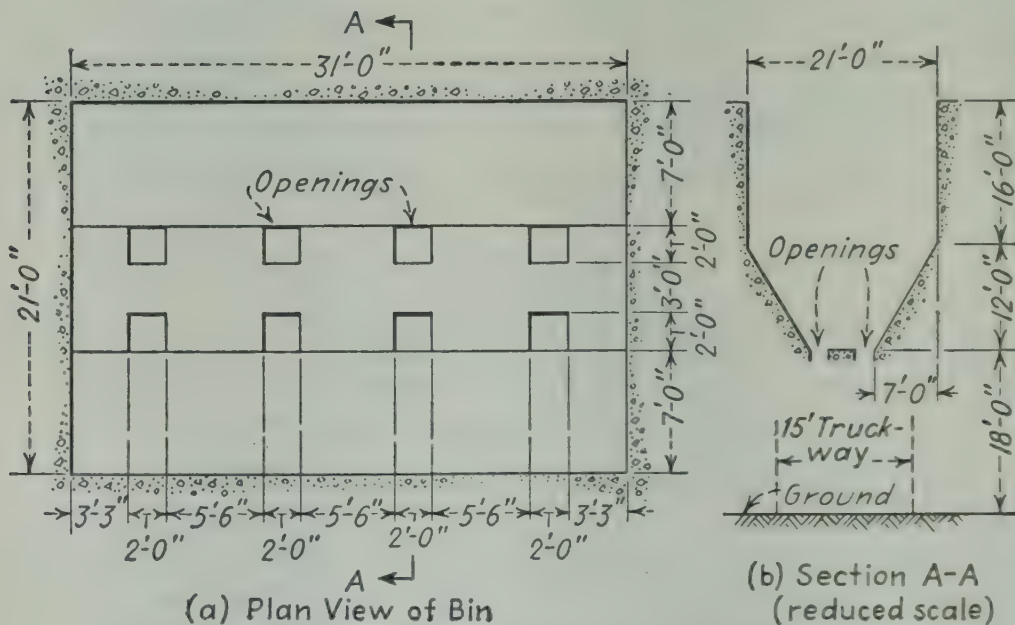 A
31'-0"
21'-0"
Openings
7'-0"
2'-0"
3'-0"
2'-0"
7'-0"
21'-0"
3'-3" 5'-6" 5'-6" 5'-6" 3'-3"
2'-0" 2'-0" 2'-0" 2'-0"
A
(a) Plan View of Bin
16'-0"
Openings
12'-0"
7'-0"
18'-0"
15' Truck-
way
Ground
(b) Section A-A
(reduced scale)